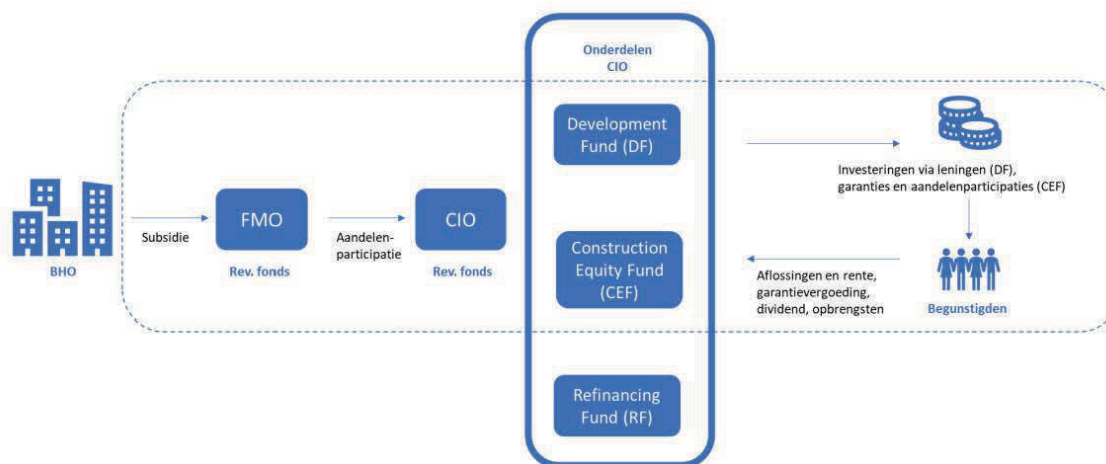 Onderdelen
CIO
Development
Fund (DF)
Investeringen via leningen (DF),
garanties en aandelenparticipaties (CEF)
BHO
Subsidie
FMO
Rev. fonds
Aandelen-
participatie
CIO
Rev. fonds
Construction
Equity Fund
(CEF)
Aflossingen en rente,
garantievergoeding,
dividend, opbrengsten
Begunstigden
Refinancing
Fund (RF)